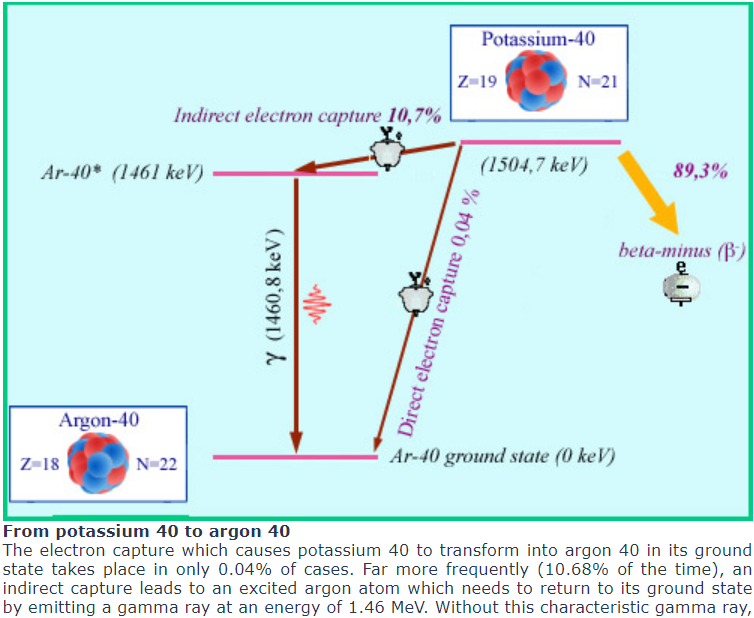 Potassium-40
Z=19 N=21
Indirect electron capture 10,7%
Ar-40* (1461 keV)
(1504,7 keV)
89,3%
beta-minus (β-)
e
γ (1460,8 keV)
Direct electron capture 0,04 %
Argon-40
Z=18 N=22
Ar-40 ground state (0 keV)
From potassium 40 to argon 40
The electron capture which causes potassium 40 to transform into argon 40 in its ground
state takes place in only 0.04% of cases. Far more frequently (10.68% of the time), an
indirect capture leads to an excited argon atom which needs to return to its ground state
by emitting a gamma ray at an energy of 1.46 MeV. Without this characteristic gamma ray,